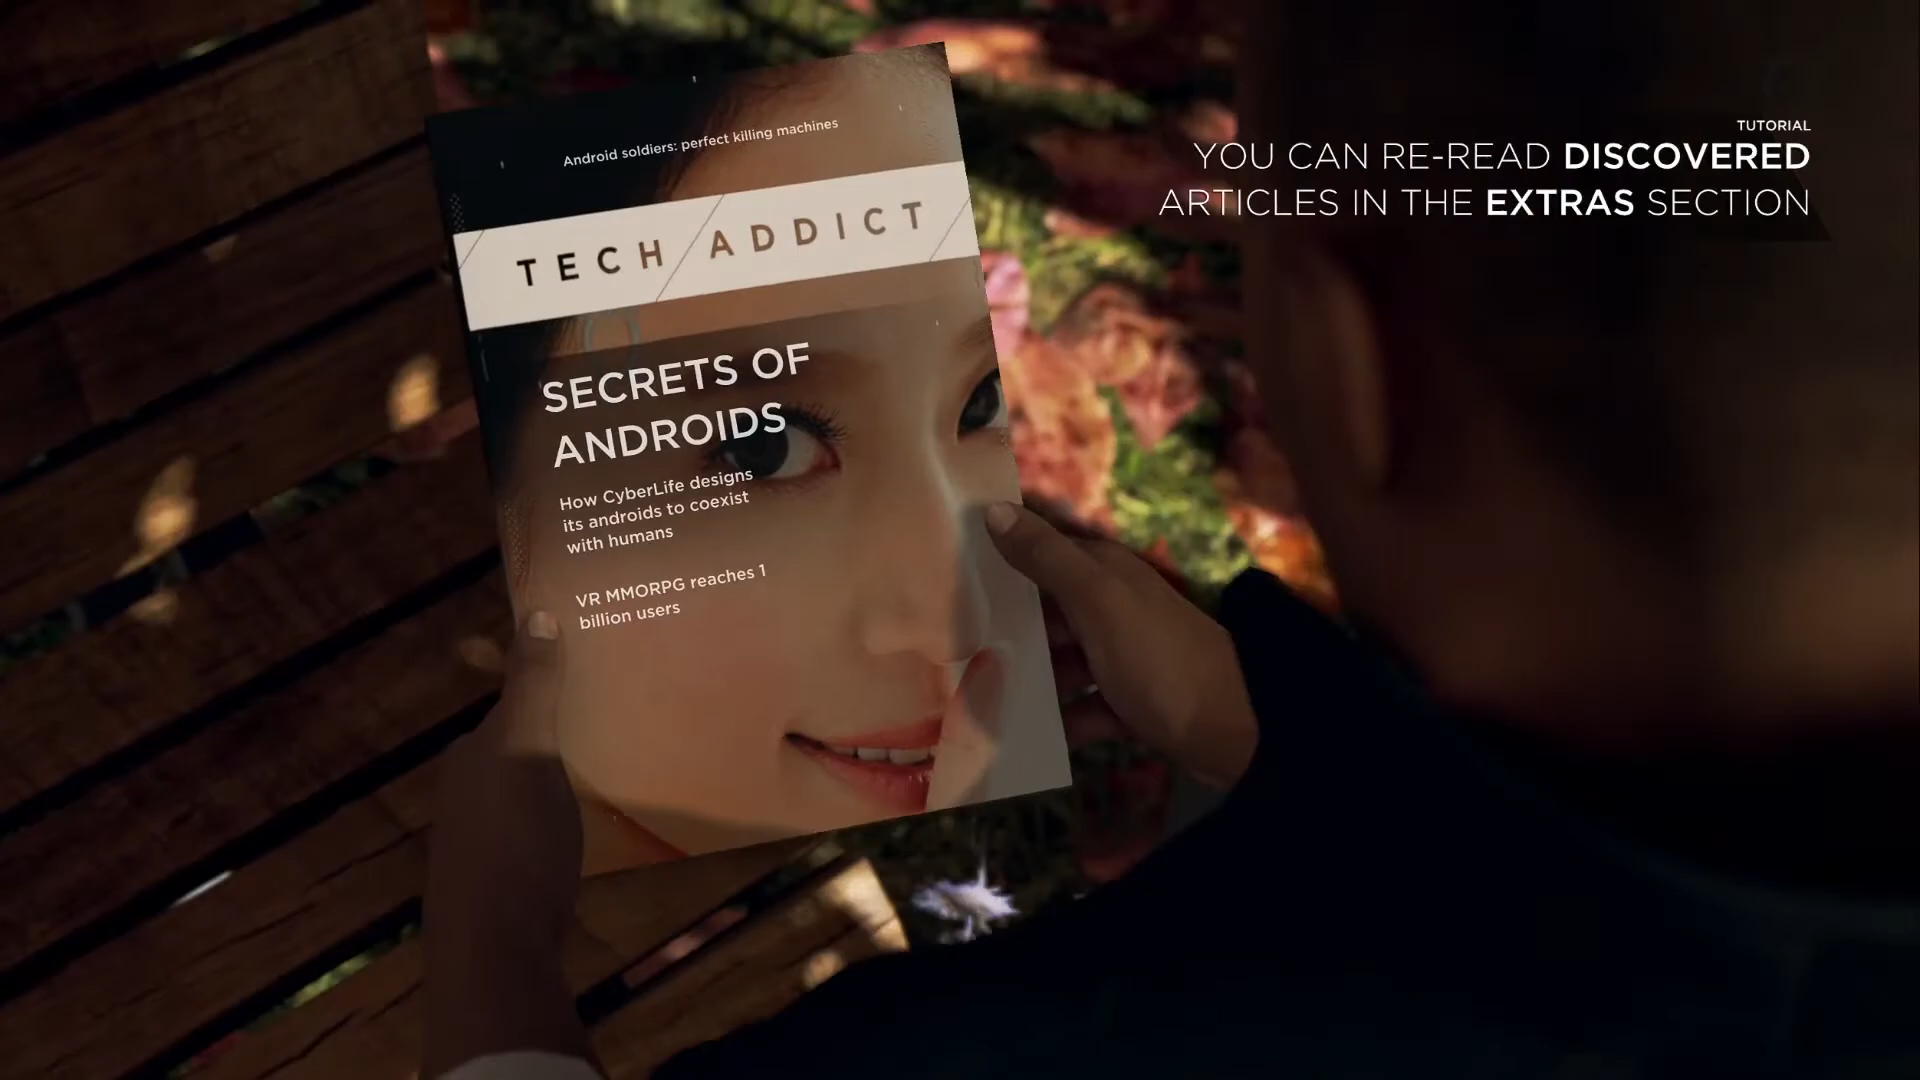 Android soldiers: perfect killing machines
TECH ADDICT
SECRETS OF
ANDROIDS
How CyberLife designs
its androids to coexist
with humans
VR MMORPG reaches 1
billion users
TUTORIAL
YOU CAN RE-READ DISCOVERED
ARTICLES IN THE EXTRAS SECTION